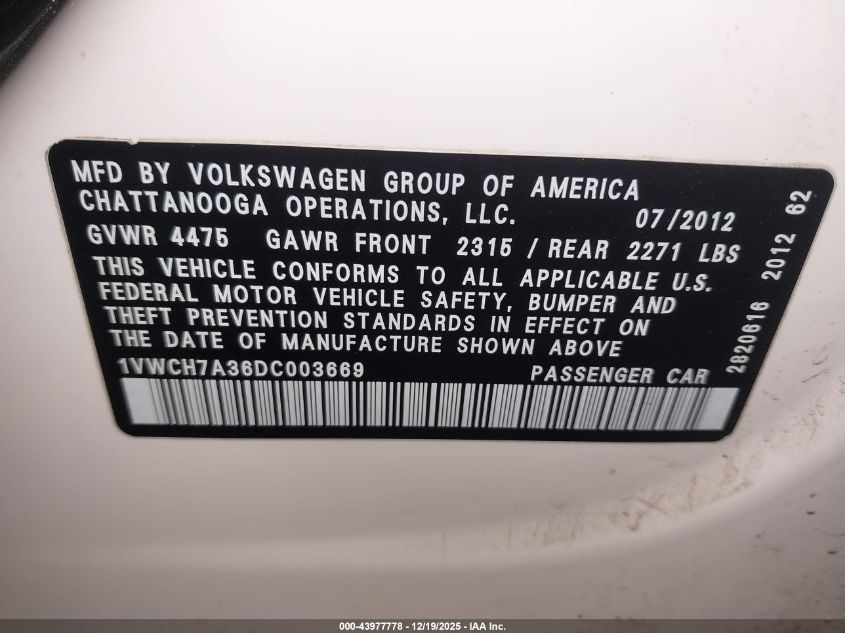 MFD BY VOLKSWAGEN GROUP OF AMERICA
CHATTANOOGA OPERATIONS, LLC. 07/2012
GVWR 4475 GAWR FRONT 2315 / REAR 2271 LBS
THIS VEHICLE CONFORMS TO ALL APPLICABLE U.S.
FEDERAL MOTOR VEHICLE SAFETY, BUMPER AND
THEFT PREVENTION STANDARDS IN EFFECT ON
THE DATE OF MANUFACTURE SHOWN ABOVE
1VWCH7A36DC003669 PASSENGER CAR
2820616 2012 62
000-43977778 - 12/19/2025 - IAA Inc.